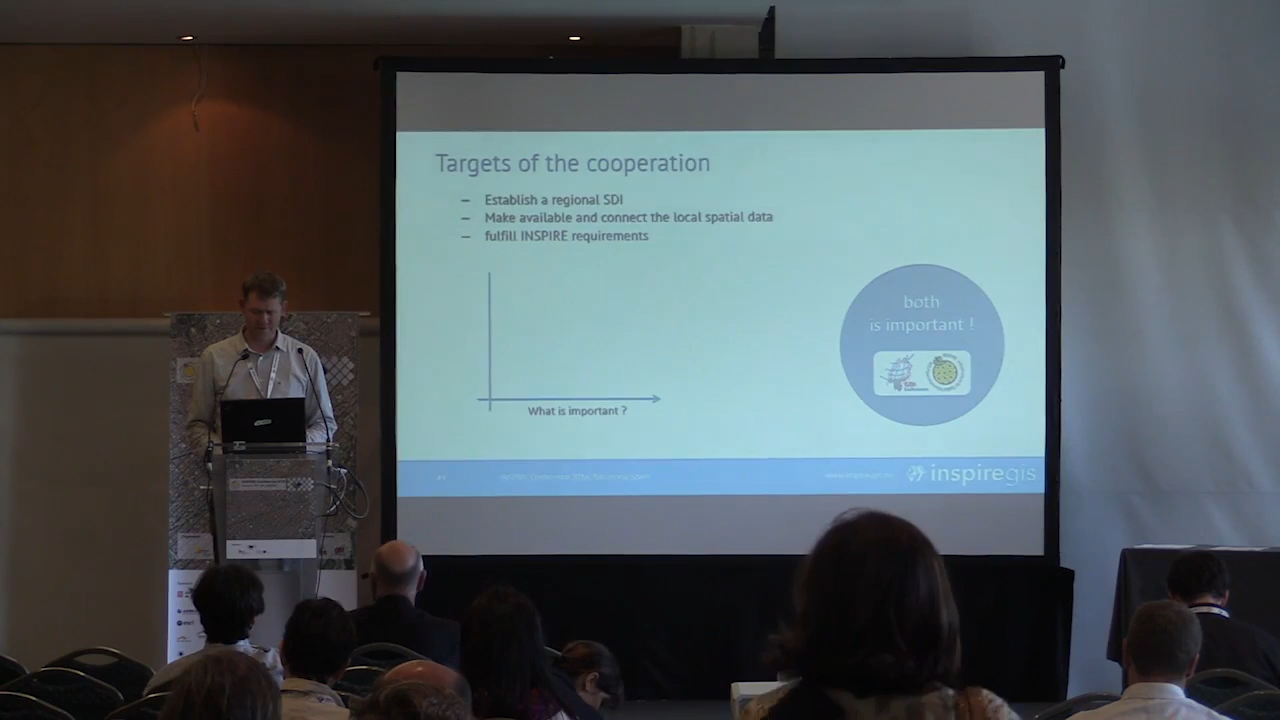 Targets of the cooperation
– Establish a regional SDI
– Make available and connect the local spatial data
– fulfill INSPIRE requirements
both
is important !
What is important ?
inspiregis